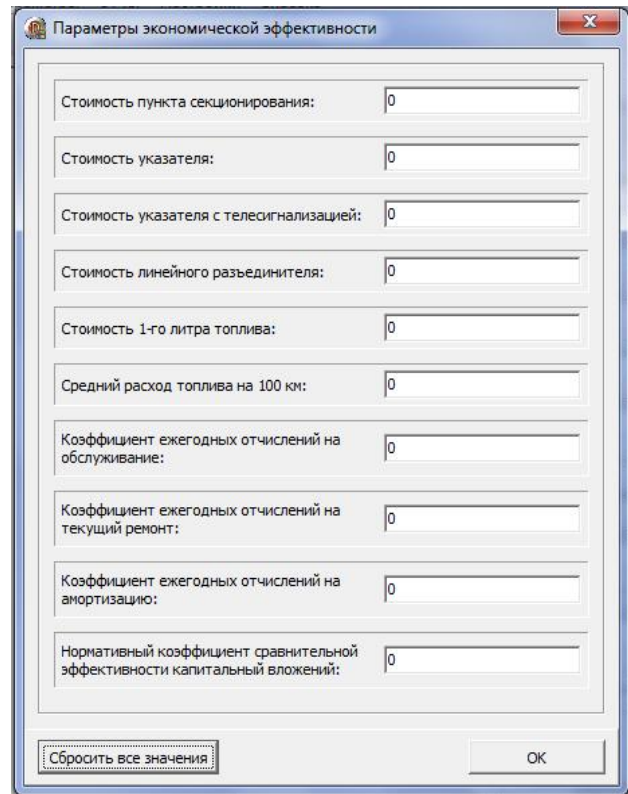 Параметры экономической эффективности
Стоимость пункта секционирования:
0
Стоимость указателя:
0
Стоимость указателя с телесигнализацией:
0
Стоимость линейного разъединителя:
0
Стоимость 1-го литра топлива:
0
Средний расход топлива на 100 км:
0
Коэффициент ежегодных отчислений на
обслуживание:
0
Коэффициент ежегодных отчислений на
текущий ремонт:
0
Коэффициент ежегодных отчислений на
амортизацию:
0
Нормативный коэффициент сравнительной
эффективности капитальный вложений:
0
Сбросить все значения
ОК